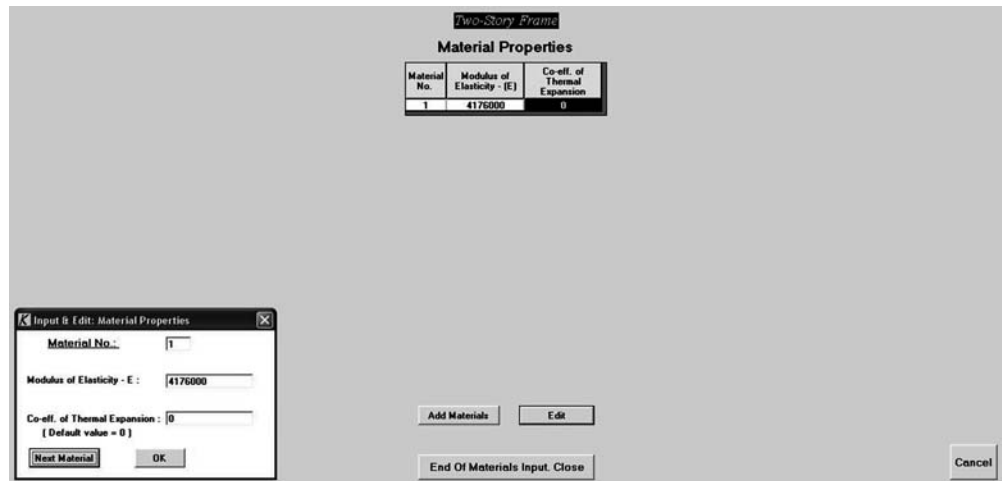 Two-Story Frame
Material Properties
Material No. Modulus of Elasticity - (E) Co-eff. of Thermal Expansion
1 4176000 0
Input & Edit: Material Properties
Material No.: 1
Modulus of Elasticity - E : 4176000
Co-eff. of Thermal Expansion : 0
( Default value = 0 )
Next Material OK
Add Materials Edit
End Of Materials Input. Close
Cancel